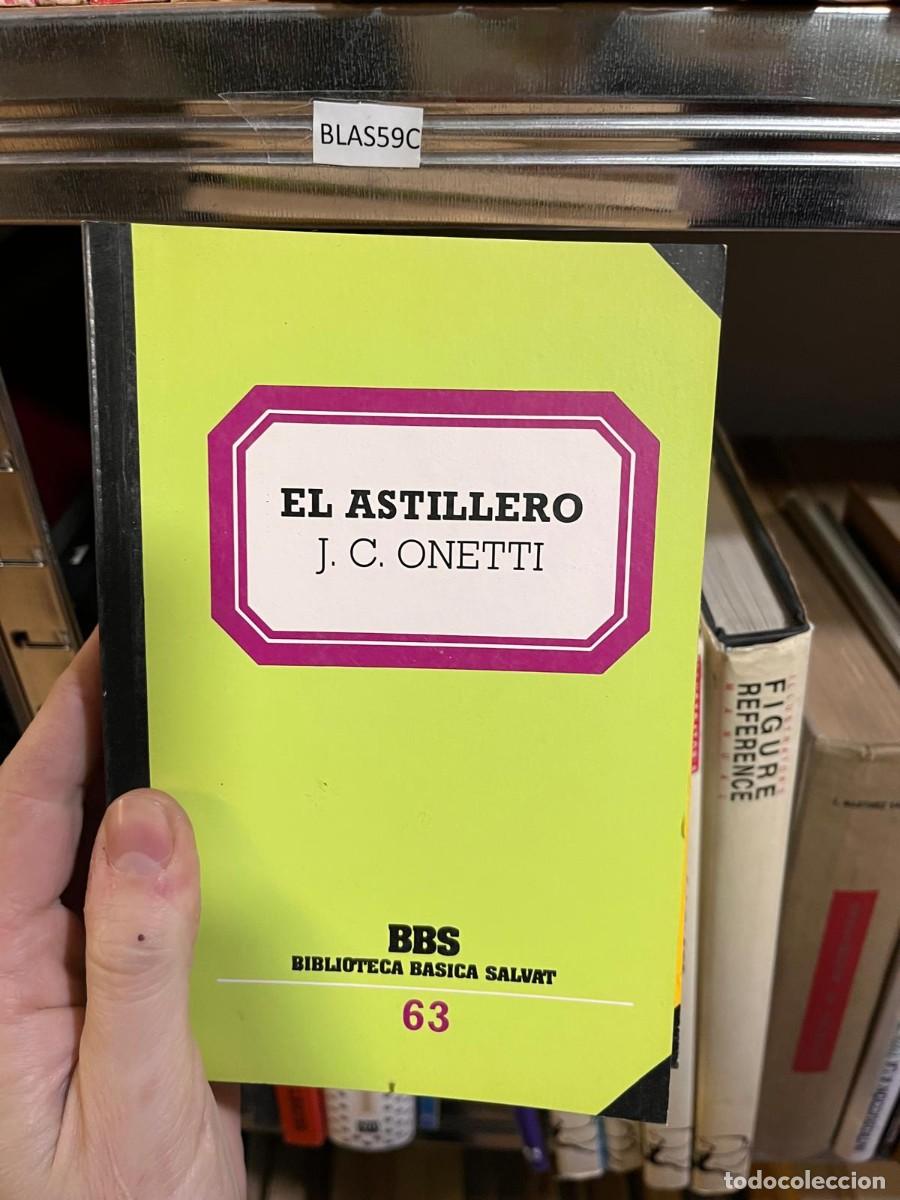 BLAS59C
EL ASTILLERO
J. C. ONETTI
BBS
BIBLIOTECA BASICA SALVAT
63
FIGURE
REFERENCE
todocoleccion